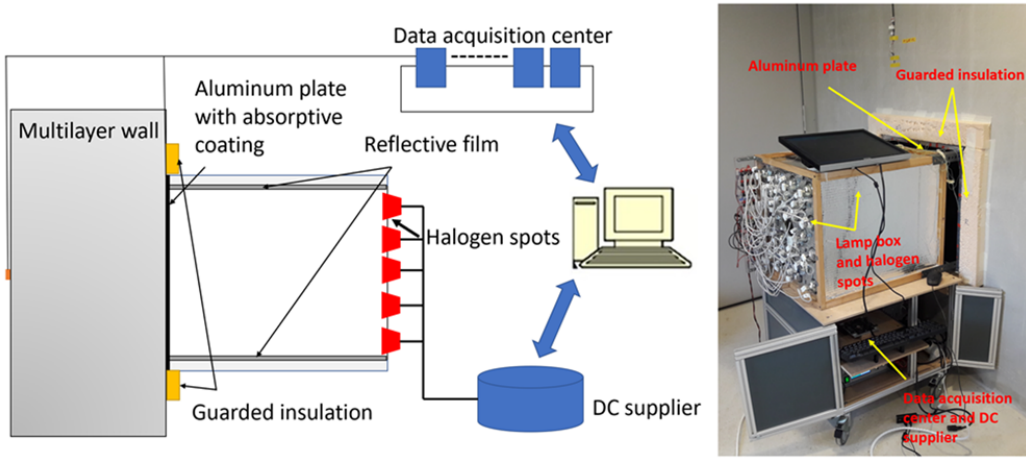 Data acquisition center
Aluminum plate
with absorptive
coating
Multilayer wall
Reflective film
Halogen spots
Guarded insulation
DC supplier
Aluminum plate
Guarded insulation
Lamp box
and halogen
spots
Data acquisition
center and DC
supplier